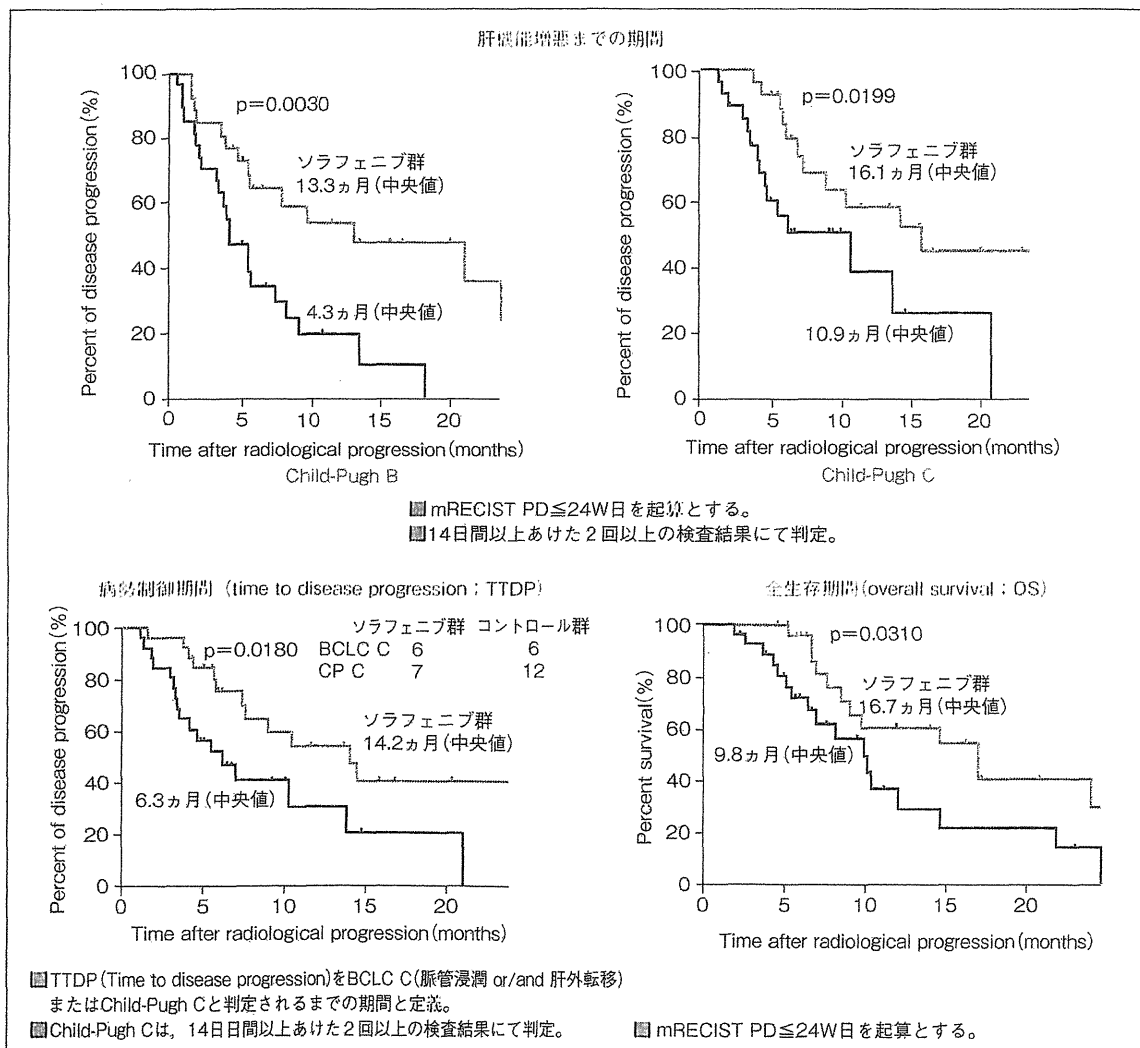 肝機能増悪までの期間
Percent of disease progression(%)
100
80
60
40
20
0
p=0.0030
ソラフェニブ群
13.3ヵ月(中央値)
4.3ヵ月(中央値)
0 5 10 15 20
Time after radiological progression(months)
Child-Pugh B
Percent of disease progression(%)
100
80
60
40
20
0
p=0.0199
ソラフェニブ群
16.1ヵ月(中央値)
10.9ヵ月(中央値)
0 5 10 15 20
Time after radiological progression(months)
Child-Pugh C
mRECIST PD≦24W日を起算とする。
14日間以上あけた2回以上の検査結果にて判定。
病勢制御期間 (time to disease progression;TTDP)
Percent of disease progression(%)
100
80
60
40
20
0
p=0.0180
ソラフェニブ群 コントロール群
BCLC C 6 6
CP C 7 12
ソラフェニブ群
14.2ヵ月(中央値)
6.3ヵ月(中央値)
0 5 10 15 20
Time after radiological progression(months)
全生存期間(overall survival;OS)
Percent survival(%)
100
80
60
40
20
0
p=0.0310
ソラフェニブ群
16.7ヵ月(中央値)
9.8ヵ月(中央値)
0 5 10 15 20
Time after radiological progression(months)
TTDP(Time to disease progression)をBCLC C(脈管浸潤 or/and 肝外転移)
またはChild-Pugh Cと判定されるまでの期間と定義。
Child-Pugh Cは，14日日間以上あけた2回以上の検査結果にて判定。
mRECIST PD≦24W日を起算とする。